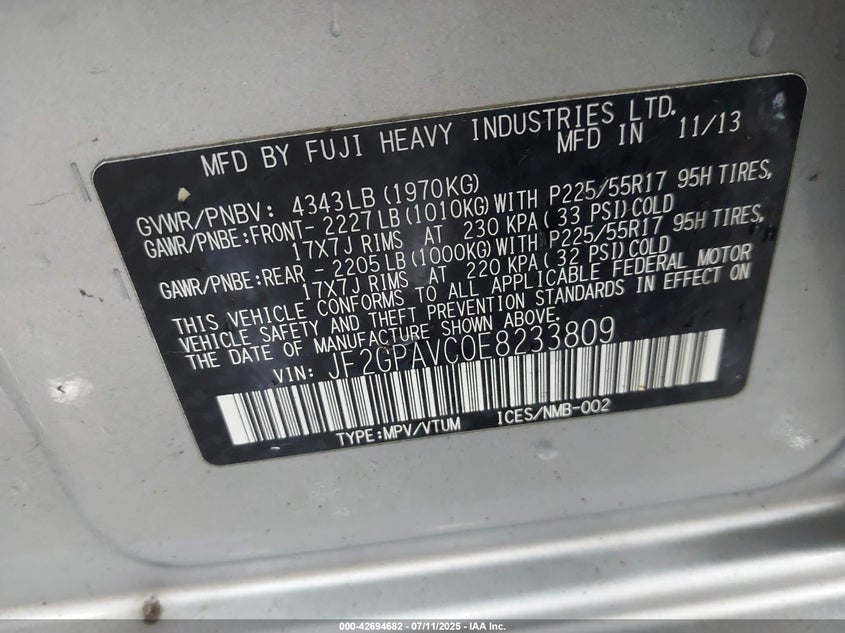 MFD BY FUJI HEAVY INDUSTRIES LTD.
MFD IN 11/13
GVWR/PNBV: 4343LB (1970KG)
GAWR/PNBE:FRONT- 2227LB (1010KG) WITH P225/55R17 95H TIRES,
17X7J RIMS AT 230 KPA( 33 PSI) COLD
GAWR/PNBE:REAR - 2205LB (1000KG) WITH P225/55R17 95H TIRES,
17X7J RIMS AT 220 KPA( 32 PSI) COLD
THIS VEHICLE CONFORMS TO ALL APPLICABLE FEDERAL MOTOR
VEHICLE SAFETY AND THEFT PREVENTION STANDARDS IN EFFECT ON
THE DATE OF MANUFACTURE SHOWN ABOVE.
VIN: JF2GPAVC0E8233809
TYPE:MPV/VTUM ICES/NMB-002
000-42694682 - 07/11/2025 - IAA Inc.